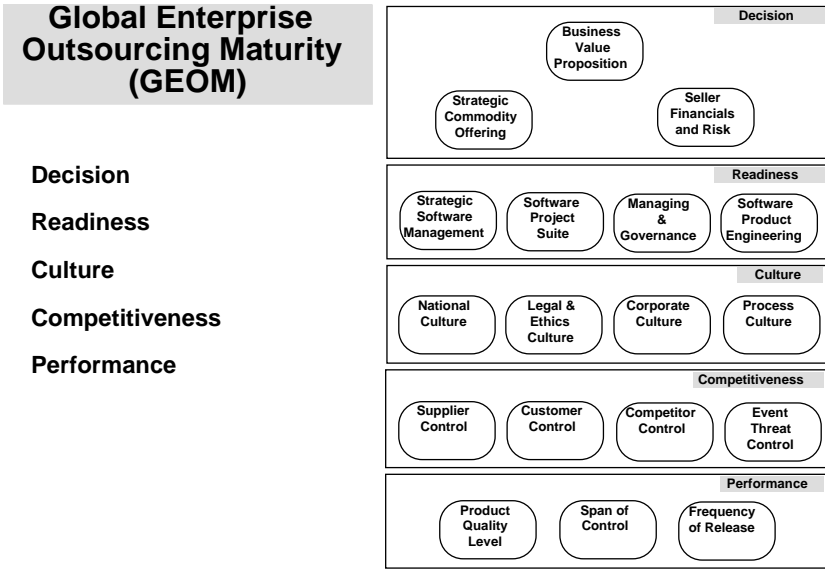 Global Enterprise
Outsourcing Maturity
(GEOM)
Decision
Readiness
Culture
Competitiveness
Performance
Decision
Business
Value
Proposition
Strategic
Commodity
Offering
Seller
Financials
and Risk
Readiness
Strategic
Software
Management
Software
Project
Suite
Managing
&
Governance
Software
Product
Engineering
Culture
National
Culture
Legal &
Ethics
Culture
Corporate
Culture
Process
Culture
Competitiveness
Supplier
Control
Customer
Control
Competitor
Control
Event
Threat
Control
Performance
Product
Quality
Level
Span of
Control
Frequency
of Release